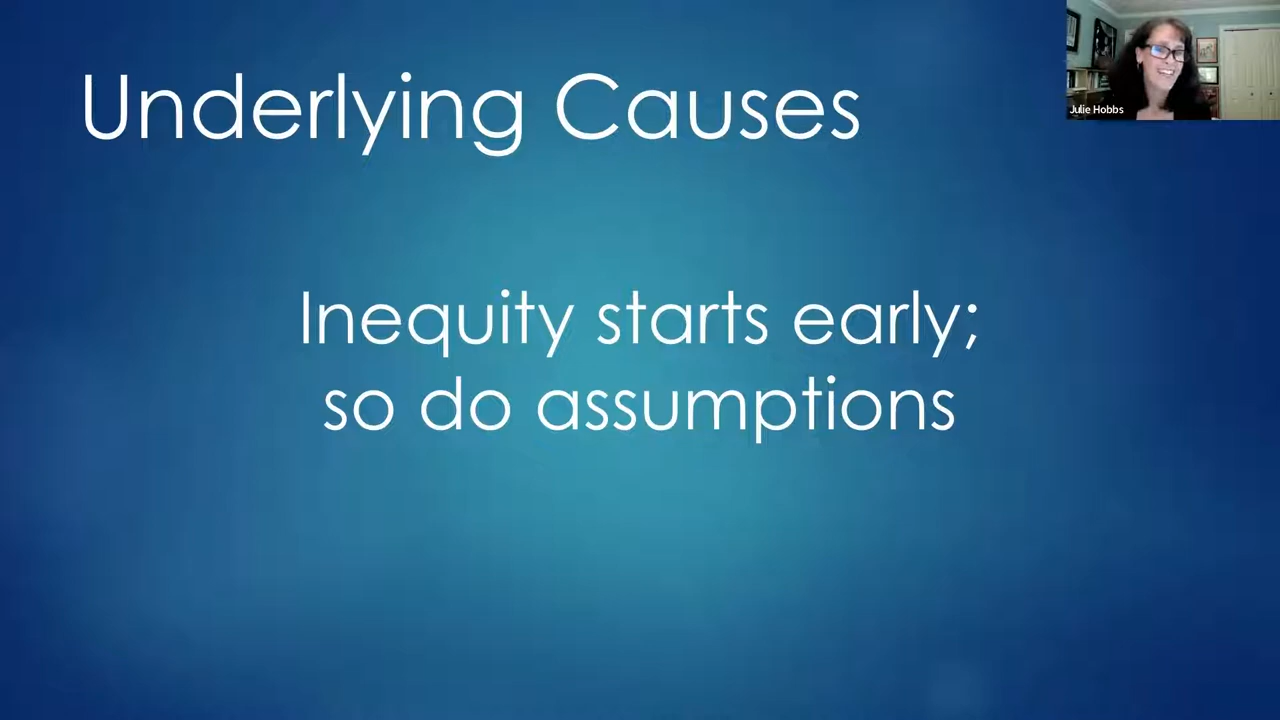 Underlying Causes
Julie Hobbs
Inequity starts early;
so do assumptions